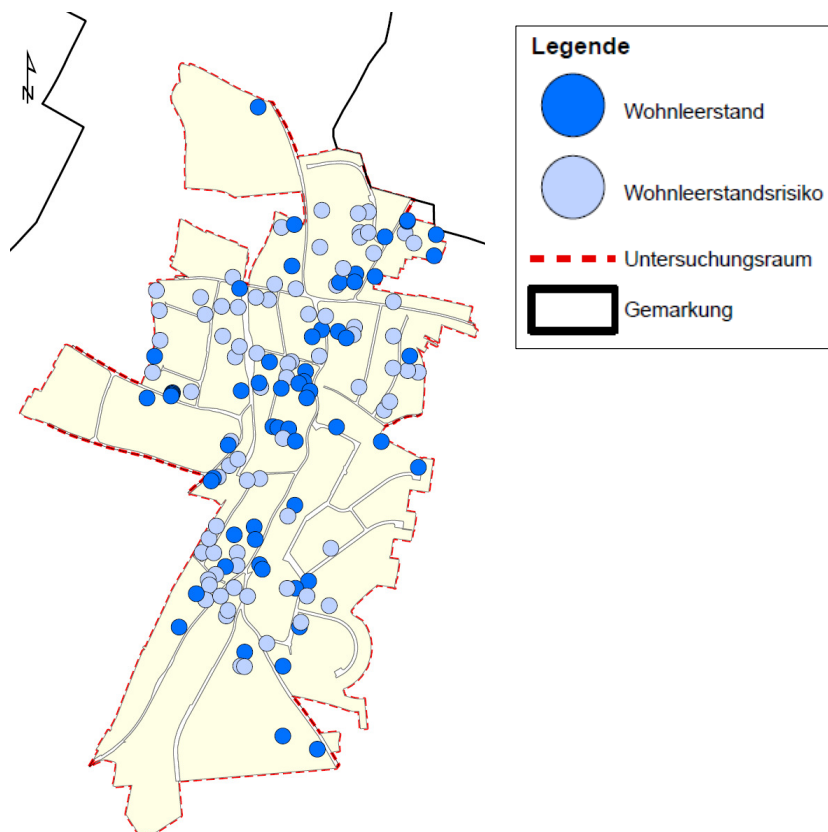 N
Legende
Wohnleerstand
Wohnleerstandsrisiko
Untersuchungsraum
Gemarkung